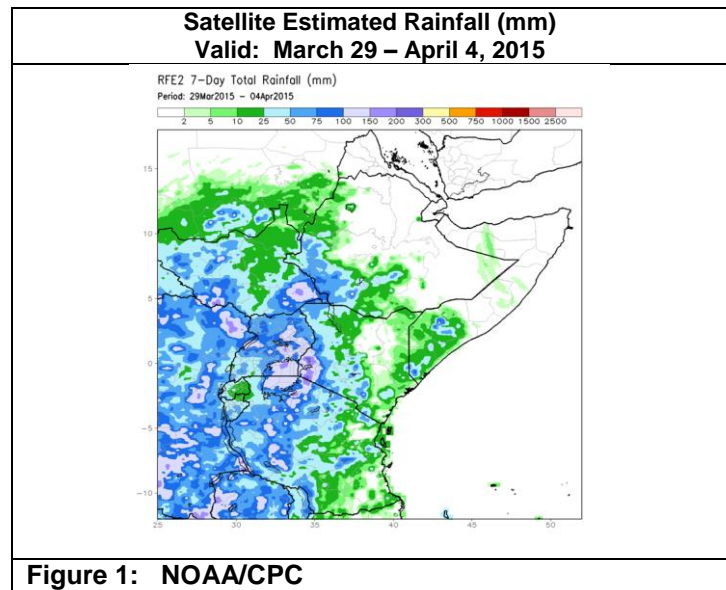 Satellite Estimated Rainfall (mm)
Valid: March 29 – April 4, 2015
RFE2 7-Day Total Rainfall (mm)
Period: 29Mar2015 – 04Apr2015
2 5 10 25 50 75 100 150 200 300 500 750 1000 1500 2500
15
10
5
0
-5
-10
25 30 35 40 45 50
Figure 1: NOAA/CPC